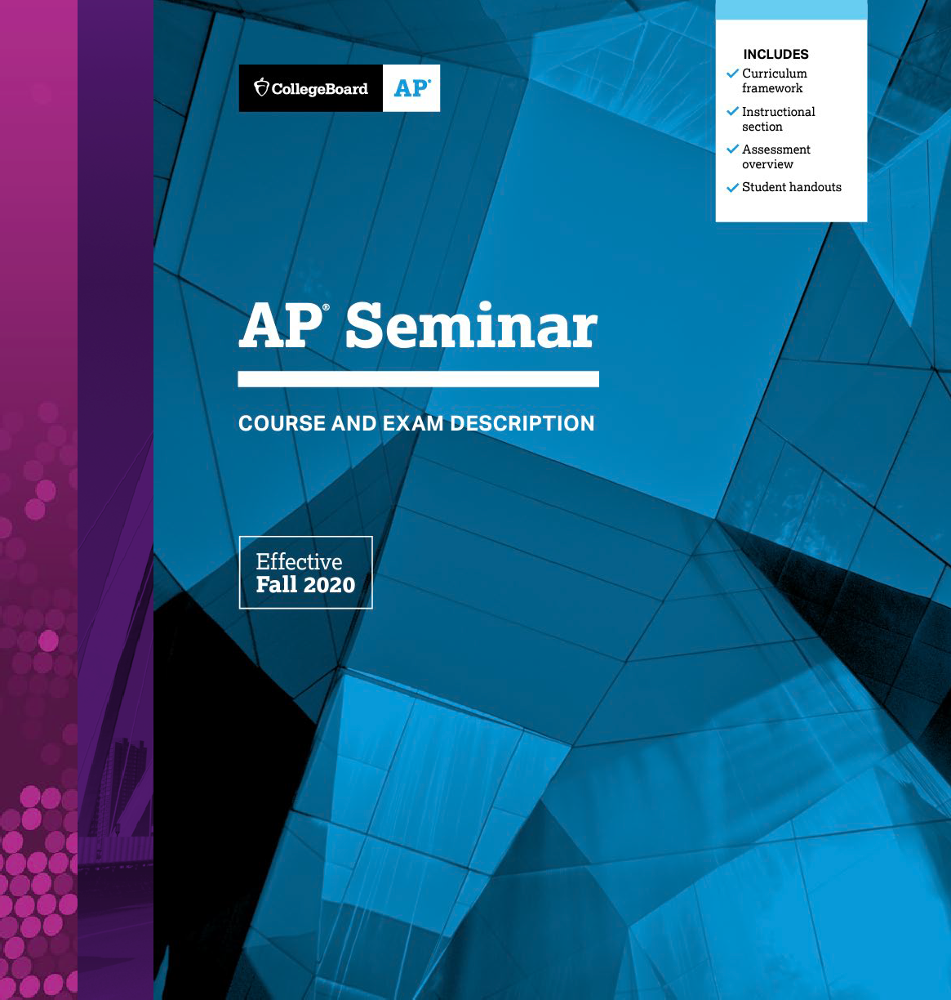 CollegeBoard
AP®
INCLUDES
Curriculum
framework
Instructional
section
Assessment
overview
Student handouts
AP® Seminar
COURSE AND EXAM DESCRIPTION
Effective
Fall 2020